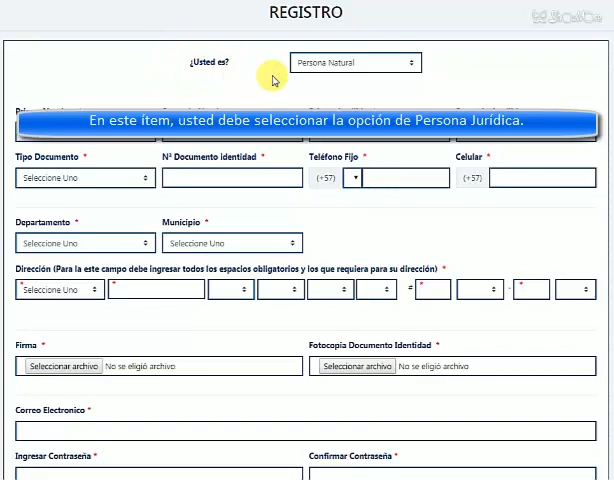 REGISTRO
¿Usted es? Persona Natural
En este ítem, usted debe seleccionar la opción de Persona Jurídica.
Tipo Documento * N° Documento identidad * Teléfono Fijo * Celular *
Seleccione Uno (+57) (+57)
Departamento * Municipio *
Seleccione Uno Seleccione Uno
Dirección (Para la este campo debe ingresar todos los espacios obligatorios y los que requiera para su dirección) *
* Seleccione Uno * # * - *
Firma * Fotocopia Documento Identidad *
Seleccionar archivo No se eligió archivo Seleccionar archivo No se eligió archivo
Correo Electronico *
Ingresar Contraseña * Confirmar Contraseña *